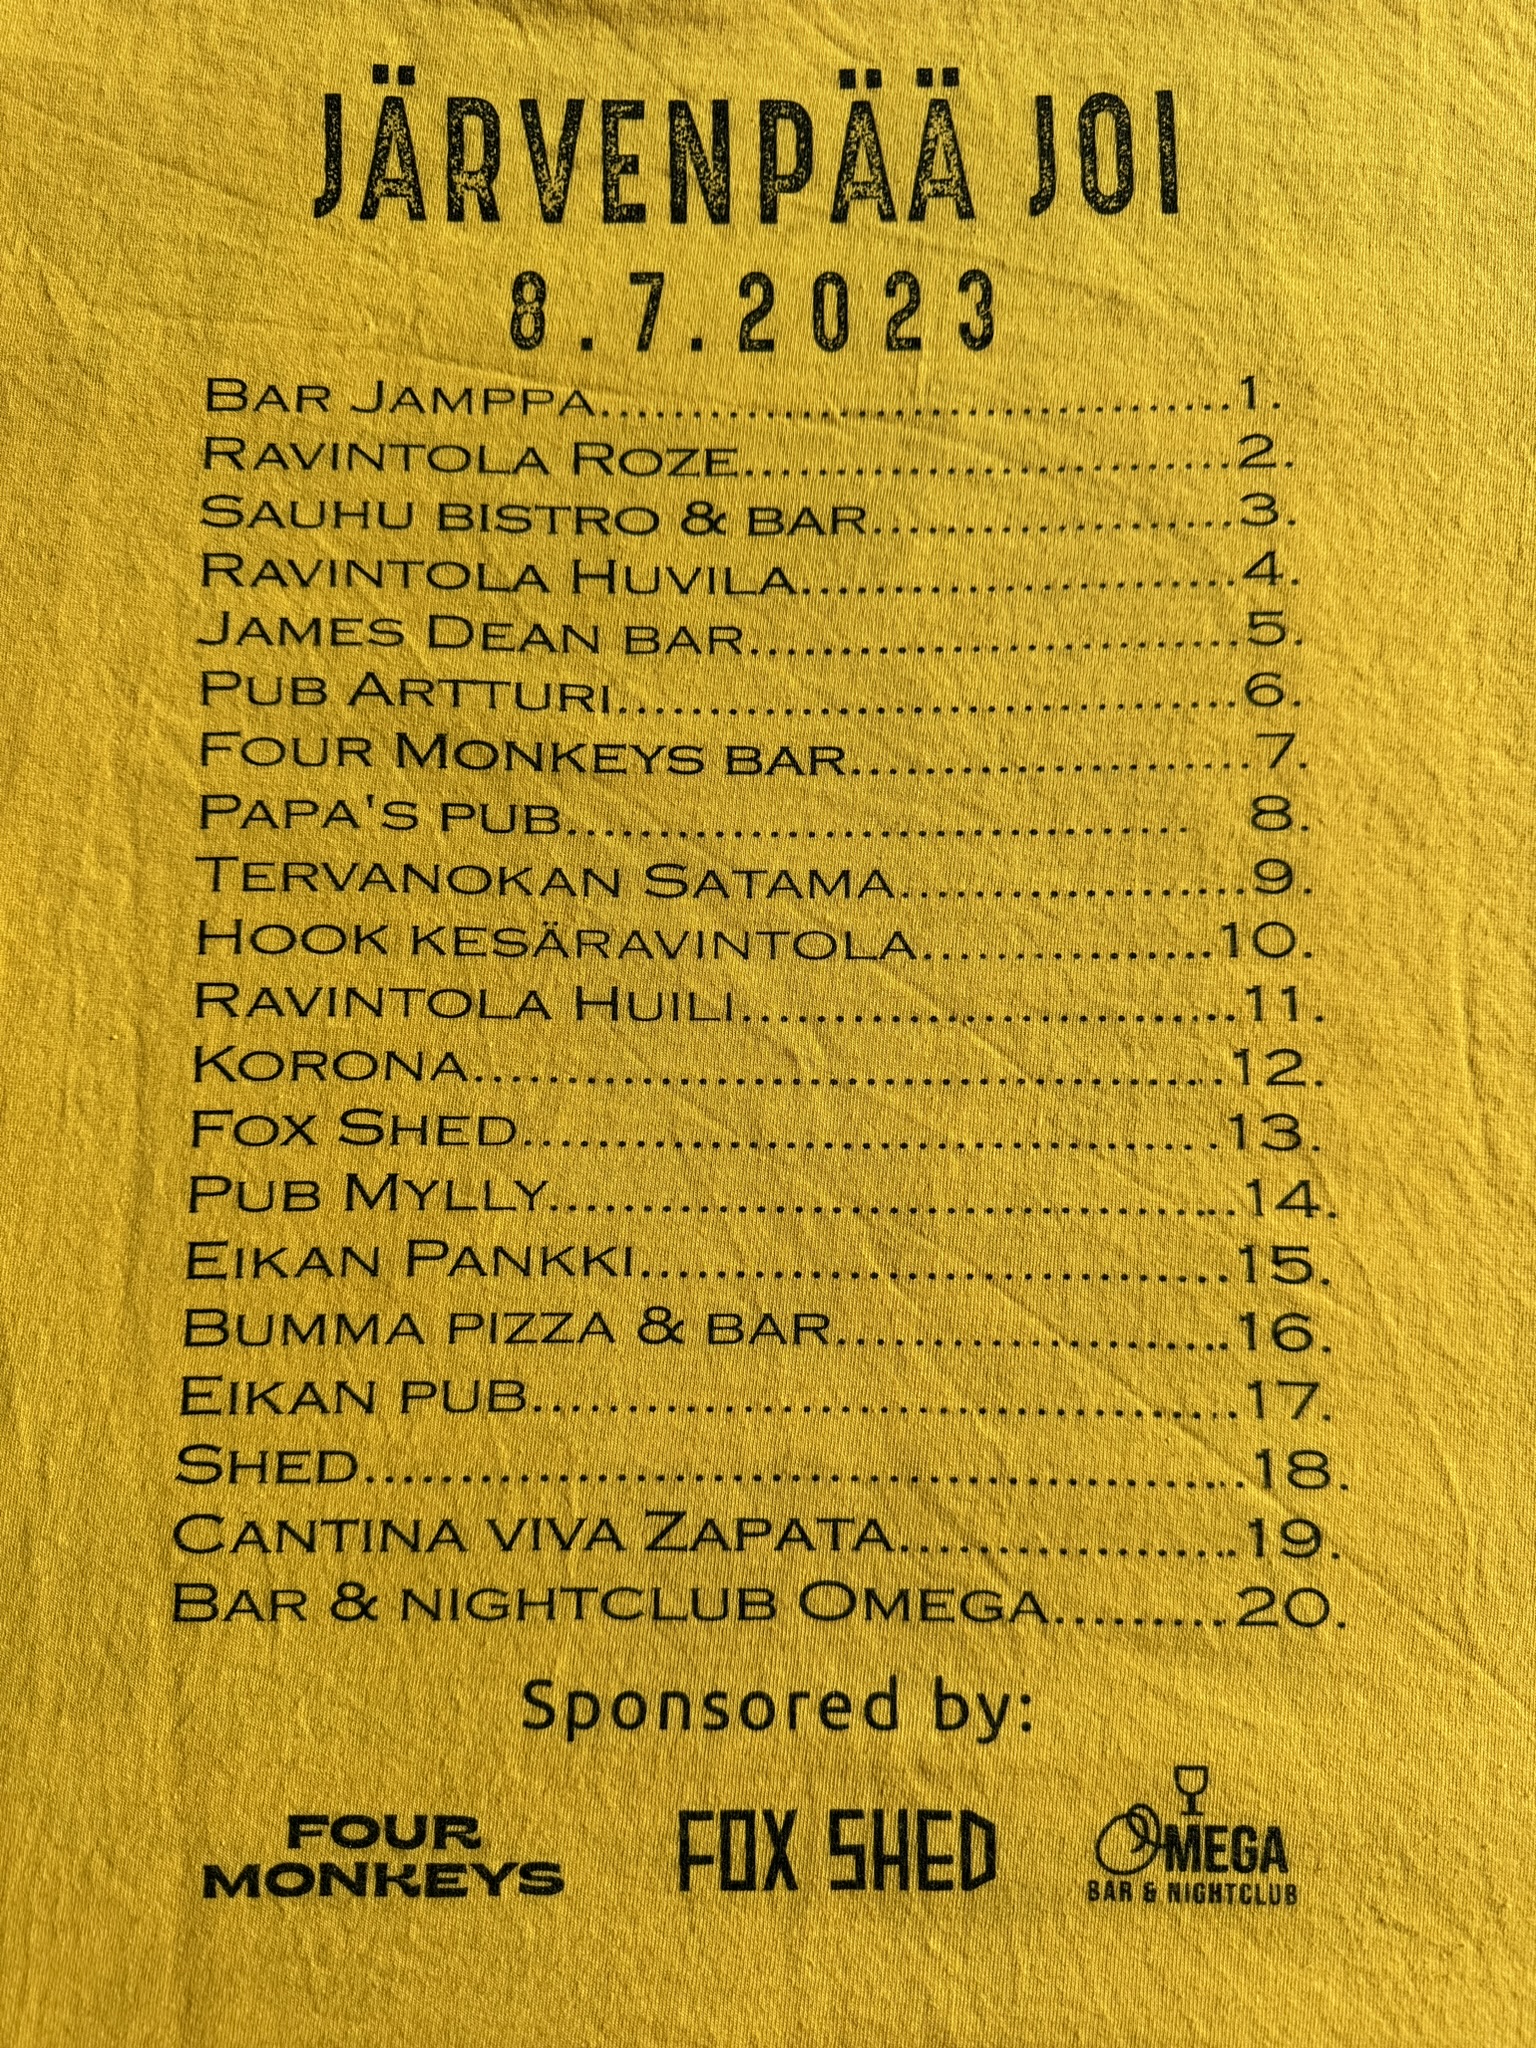 JÄRVENPÄÄ JOI
8.7.2023
Bar Jamppa..................................1.
Ravintola Roze..........................2.
Sauhu bistro & bar....................3.
Ravintola Huvila........................4.
James Dean bar...........................5.
Pub Artturi..................................6.
Four Monkeys bar......................7.
Papa's pub.................................. 8.
Tervanokan Satama...................9.
Hook kesäravintola................10.
Ravintola Huili...........................11.
Korona.........................................12.
Fox Shed......................................13.
Pub Mylly.....................................14.
Eikan Pankki................................15.
Bumma pizza & bar.....................16.
Eikan pub......................................17.
Shed...............................................18.
Cantina viva Zapata..................19.
Bar & nightclub Omega..........20.
Sponsored by:
FOUR
MONKEYS
FOX SHED
OMEGA
BAR & NIGHTCLUB